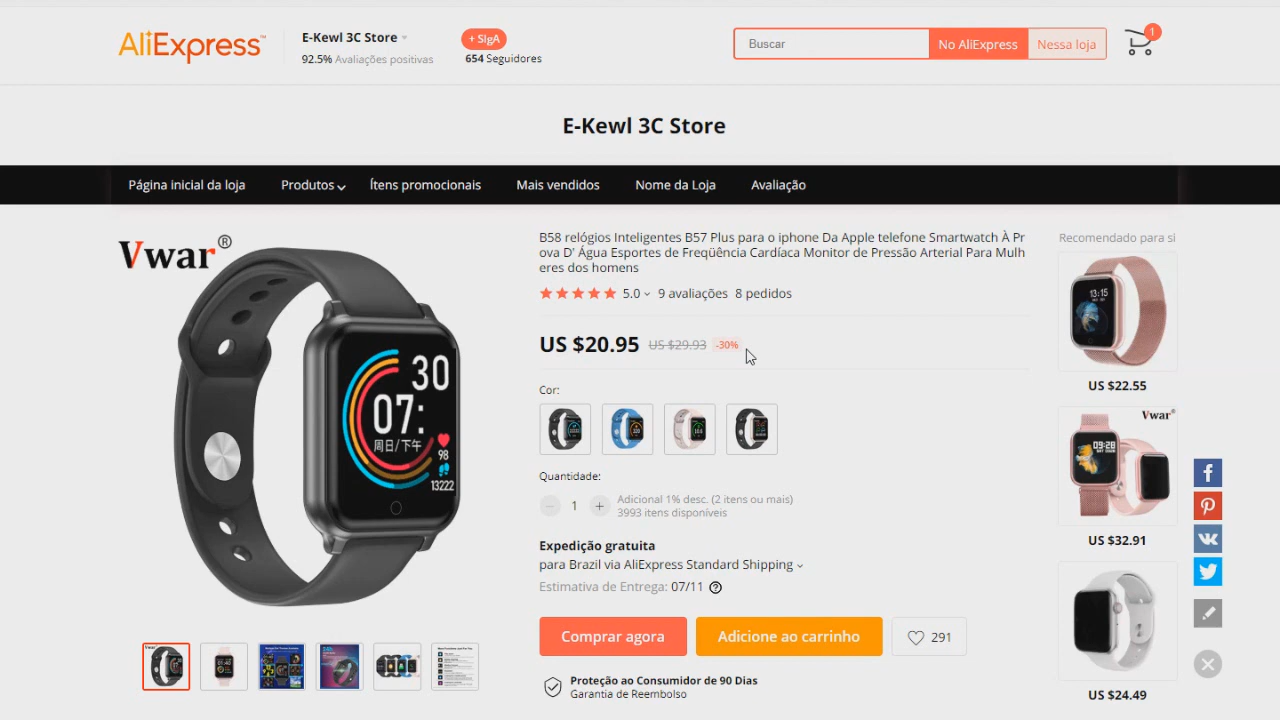 AliExpress™
E-Kewl 3C Store
92.5% Avaliações positivas
+ SIgA
654 Seguidores
Buscar
No AliExpress
Nessa loja
1
E-Kewl 3C Store
Página inicial da loja
Produtos
Ítens promocionais
Mais vendidos
Nome da Loja
Avaliação
Vwar®
30
07:
周日/下午
98
13222
B58 relógios Inteligentes B57 Plus para o iphone Da Apple telefone Smartwatch À Pr
ova D' Água Esportes de Freqüência Cardíaca Monitor de Pressão Arterial Para Mulh
eres dos homens
5.0
9 avaliações
8 pedidos
US $20.95
US $29.93
-30%
Cor:
Quantidade:
1
+
Adicional 1% desc. (2 itens ou mais)
3993 itens disponíveis
Expedição gratuita
para Brazil via AliExpress Standard Shipping
Estimativa de Entrega: 07/11
Comprar agora
Adicione ao carrinho
291
Proteção ao Consumidor de 90 Dias
Garantia de Reembolso
Recomendado para si
13:15
US $22.55
Vwar®
09:28
US $32.91
US $24.49